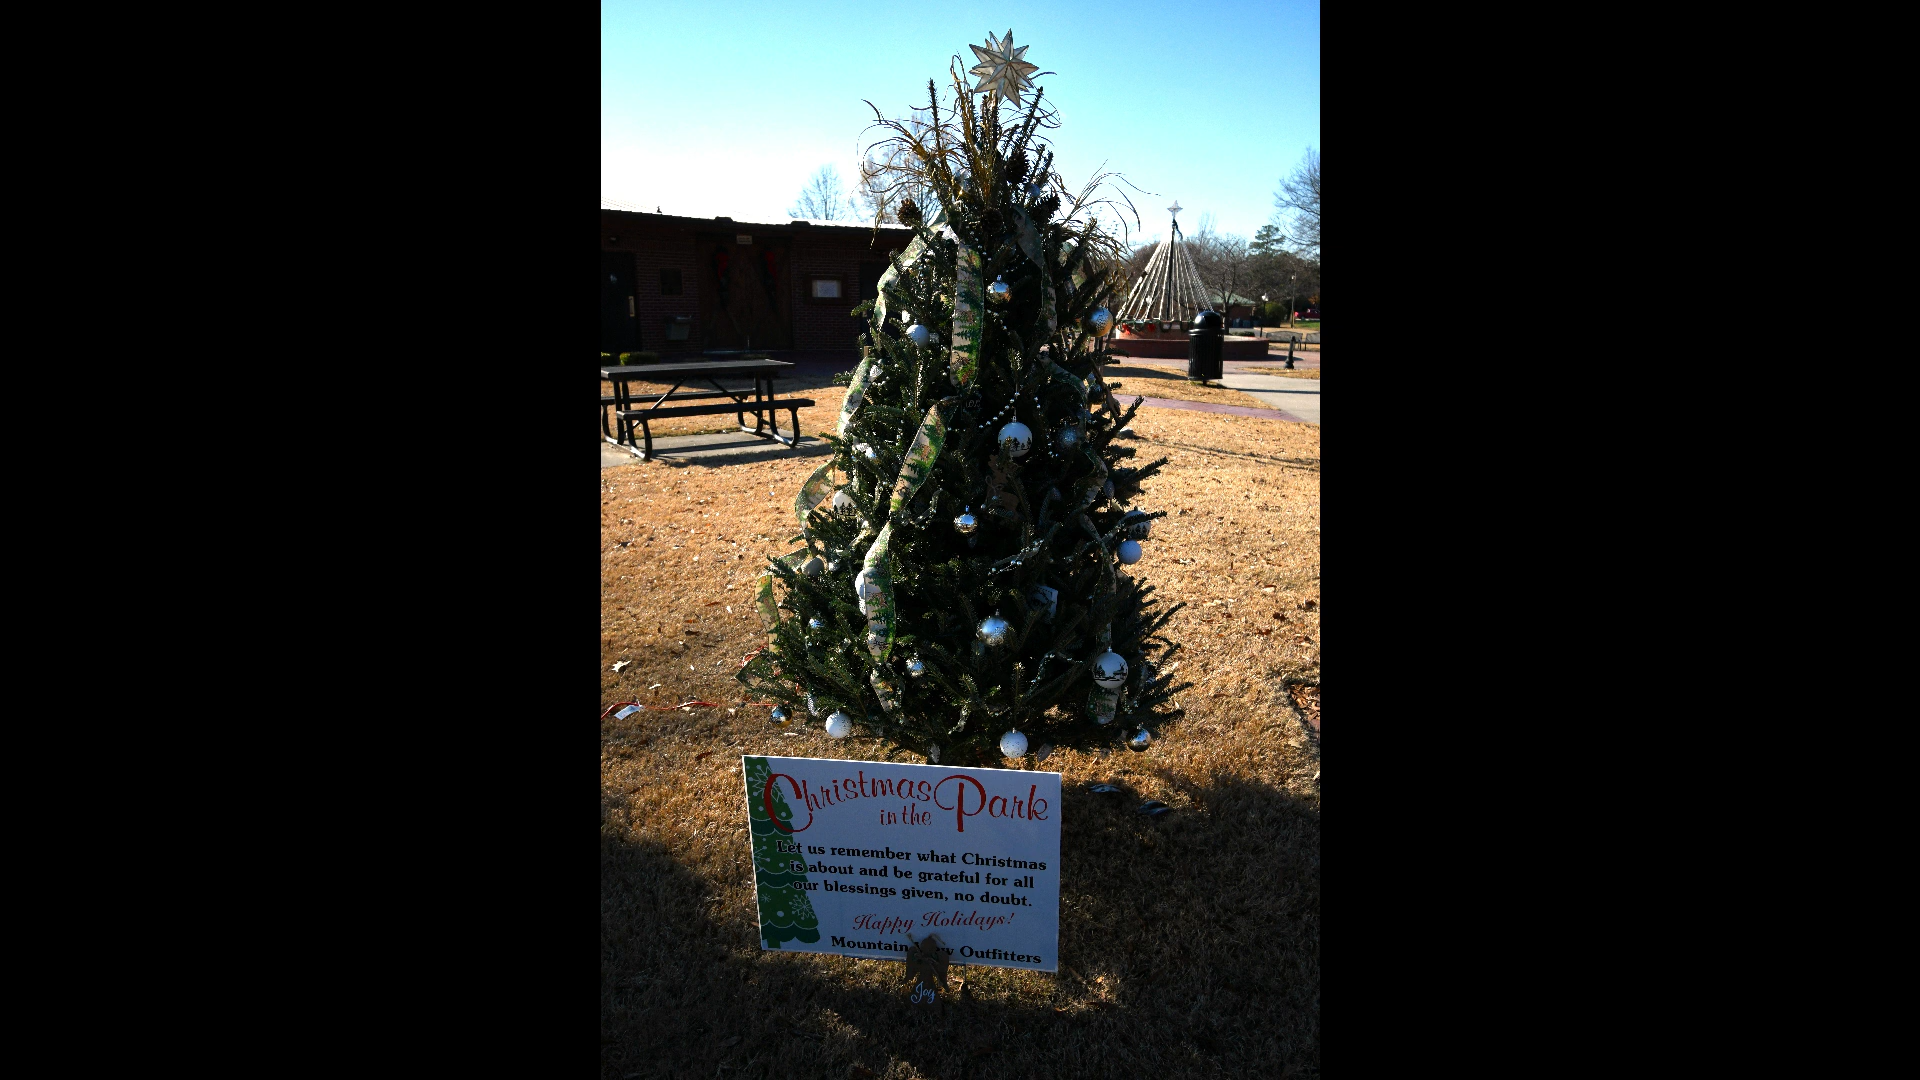 Christmas
in the Park
Let us remember what Christmas
is about and be grateful for all
our blessings given, no doubt.
Happy Holidays!
Mountain Outfitters
Joy